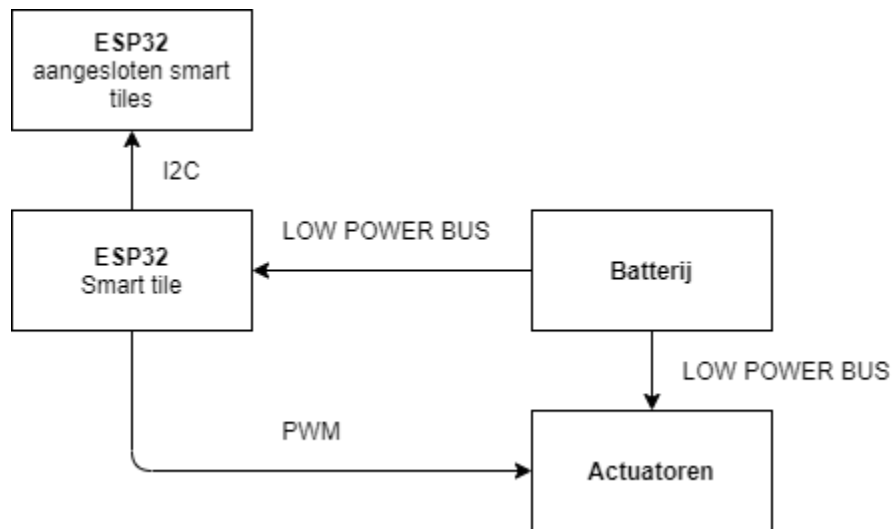 ESP32
aangesloten smart
tiles
I2C
LOW POWER BUS
ESP32
Smart tile
Batterij
LOW POWER BUS
PWM
Actuatoren